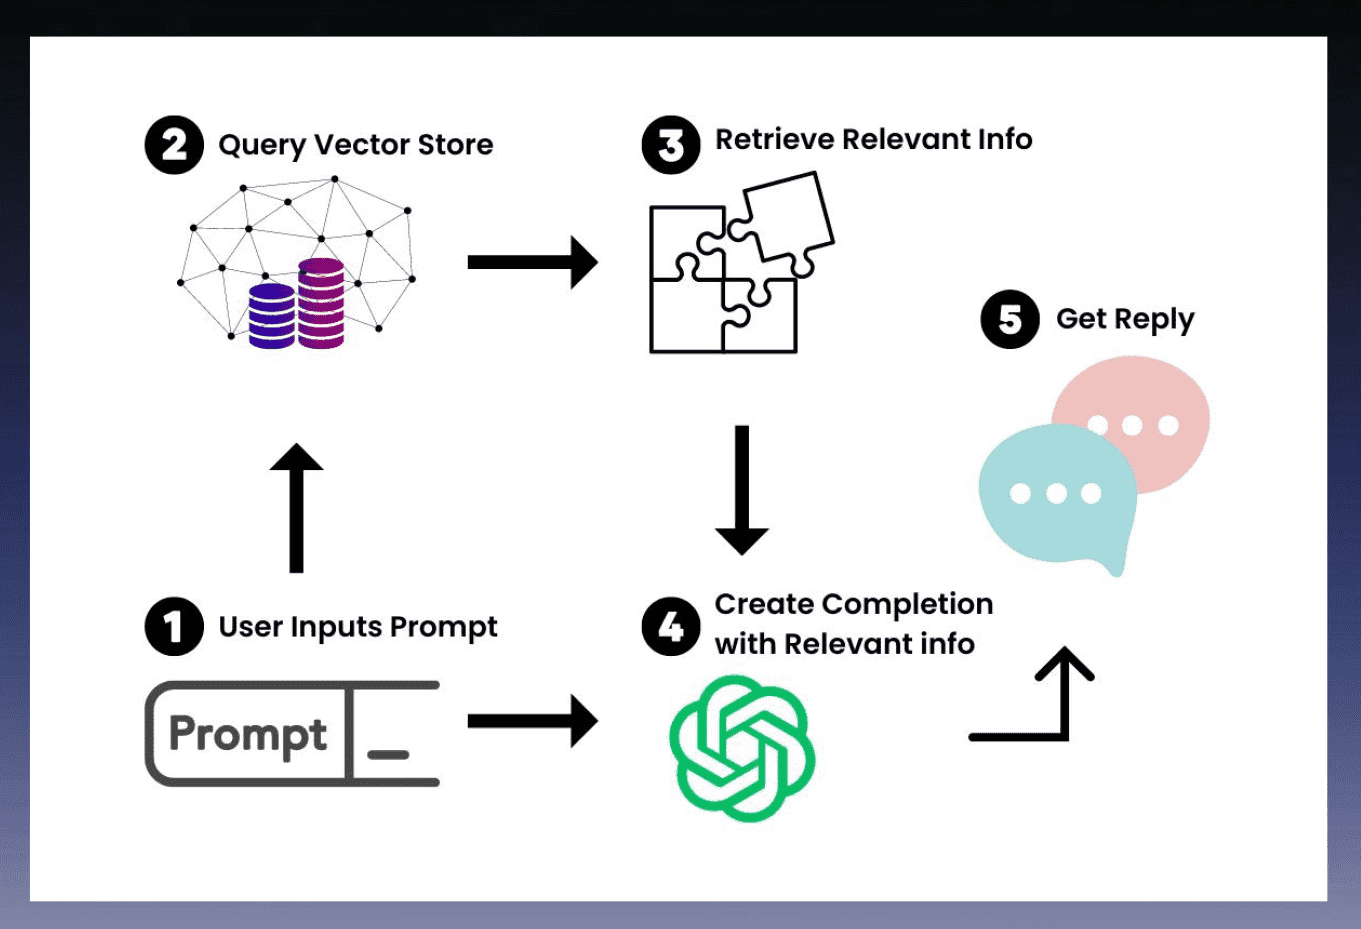 2 Query Vector Store
3 Retrieve Relevant Info
5 Get Reply
1 User Inputs Prompt
Prompt _
4 Create Completion
with Relevant info